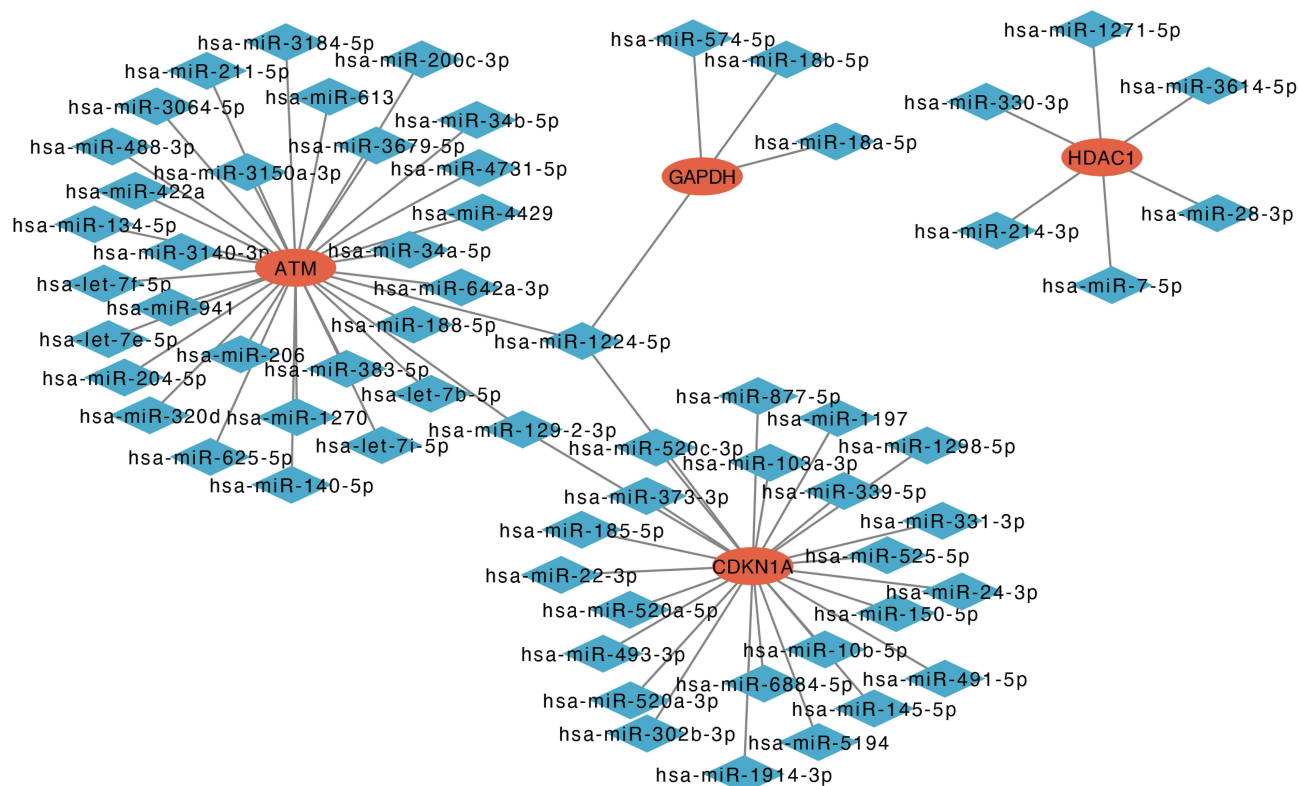 hsa-miR-3184-5p
hsa-miR-200c-3p
hsa-miR-211-5p
hsa-miR-613
hsa-miR-3064-5p
hsa-miR-34b-5p
hsa-miR-488-3p
hsa-miR-3679-5p
hsa-miR-3150a-3p
hsa-miR-4731-5p
hsa-miR-422a
hsa-miR-4429
hsa-miR-134-5p
hsa-miR-3140-3p
hsa-miR-34a-5p
ATM
hsa-let-7f-5p
hsa-miR-642a-3p
hsa-miR-941
hsa-miR-188-5p
hsa-let-7e-5p
hsa-miR-206
hsa-miR-383-5p
hsa-miR-204-5p
hsa-let-7b-5p
hsa-miR-320d
hsa-miR-1270
hsa-let-7i-5p
hsa-miR-625-5p
hsa-miR-140-5p
hsa-miR-129-2-3p
hsa-miR-1224-5p
hsa-miR-574-5p
hsa-miR-18b-5p
hsa-miR-18a-5p
GAPDH
hsa-miR-1271-5p
hsa-miR-3614-5p
hsa-miR-330-3p
HDAC1
hsa-miR-28-3p
hsa-miR-214-3p
hsa-miR-7-5p
hsa-miR-877-5p
hsa-miR-1197
hsa-miR-520c-3p
hsa-miR-1298-5p
hsa-miR-103a-3p
hsa-miR-373-3p
hsa-miR-339-5p
hsa-miR-185-5p
hsa-miR-331-3p
hsa-miR-525-5p
CDKN1A
hsa-miR-22-3p
hsa-miR-24-3p
hsa-miR-520a-5p
hsa-miR-150-5p
hsa-miR-493-3p
hsa-miR-10b-5p
hsa-miR-491-5p
hsa-miR-6884-5p
hsa-miR-520a-3p
hsa-miR-145-5p
hsa-miR-302b-3p
hsa-miR-5194
hsa-miR-1914-3p